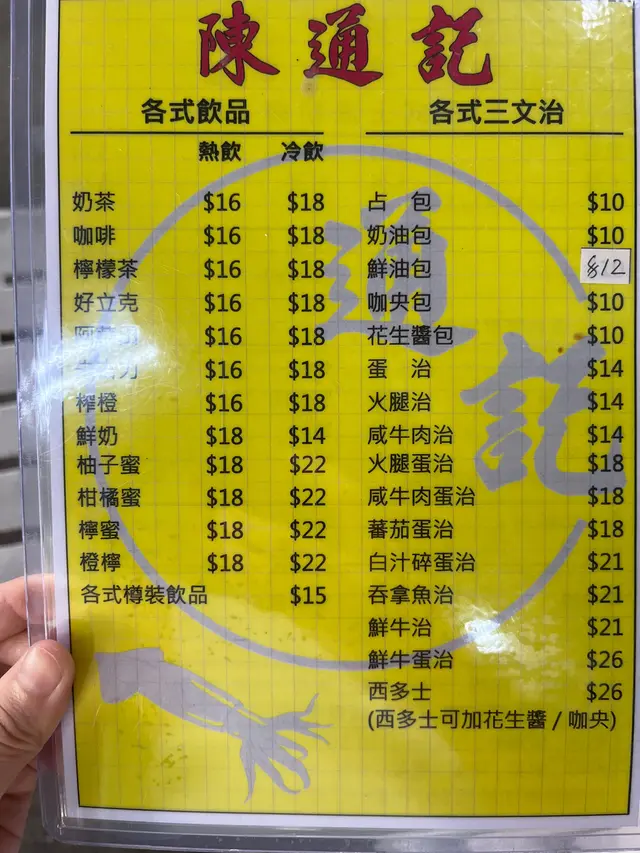 陳通記
各式飲品
熱飲 冷飲
奶茶 $16 $18
咖啡 $16 $18
檸檬茶 $16 $18
好立克 $16 $18
$16 $18
$16 $18
榨橙 $16 $18
鮮奶 $18 $14
柚子蜜 $18 $22
柑橘蜜 $18 $22
檸蜜 $18 $22
橙檸 $18 $22
各式樽裝飲品 $15
各式三文治
占 包 $10
奶油包 $10
鮮油包 $12
咖央包 $10
花生醬包 $10
蛋 治 $14
火腿治 $14
咸牛肉治 $14
火腿蛋治 $18
咸牛肉蛋治 $18
蕃茄蛋治 $18
白汁碎蛋治 $21
吞拿魚治 $21
鮮牛治 $21
鮮牛蛋治 $26
西多士 $26
(西多士可加花生醬 / 咖央)
通記